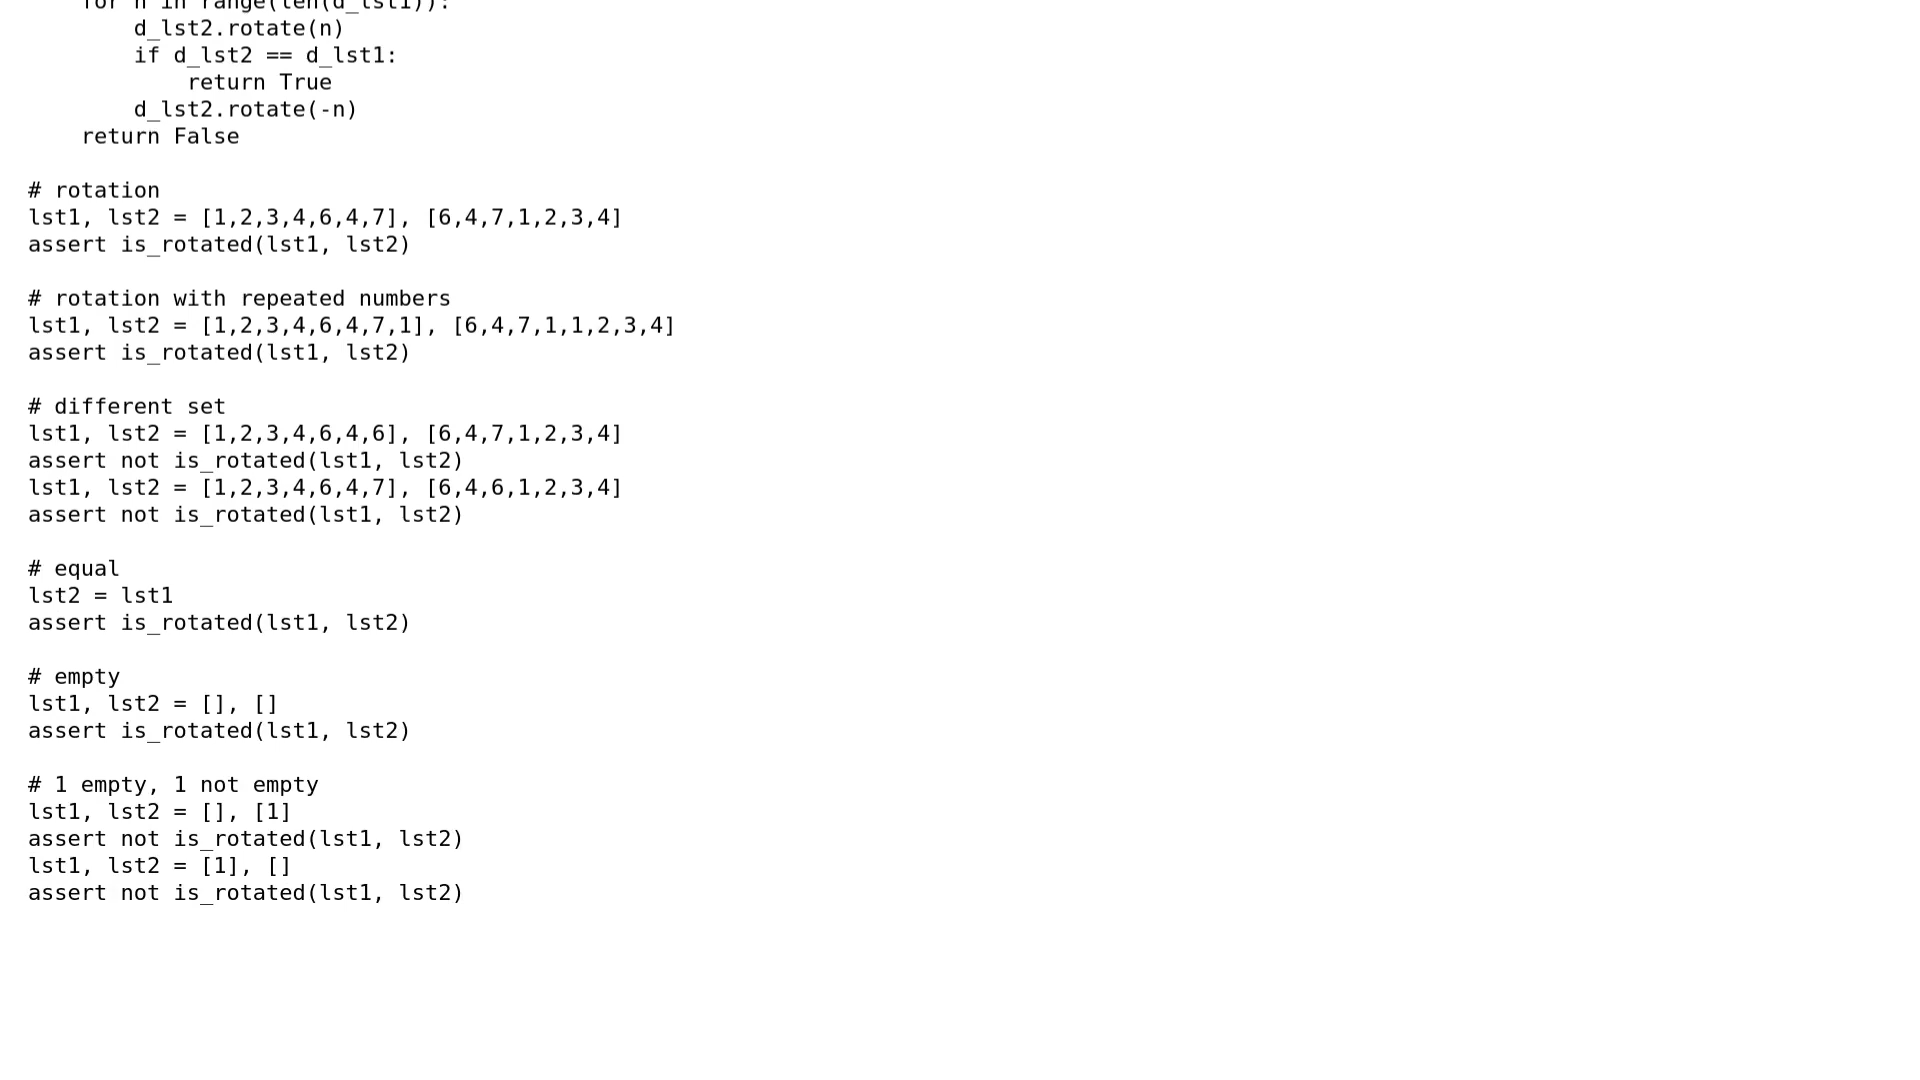 for n in range(len(d_lst1)):
        d_lst2.rotate(n)
        if d_lst2 == d_lst1:
            return True
        d_lst2.rotate(-n)
    return False

# rotation
lst1, lst2 = [1,2,3,4,6,4,7], [6,4,7,1,2,3,4]
assert is_rotated(lst1, lst2)

# rotation with repeated numbers
lst1, lst2 = [1,2,3,4,6,4,7,1], [6,4,7,1,1,2,3,4]
assert is_rotated(lst1, lst2)

# different set
lst1, lst2 = [1,2,3,4,6,4,6], [6,4,7,1,2,3,4]
assert not is_rotated(lst1, lst2)
lst1, lst2 = [1,2,3,4,6,4,7], [6,4,6,1,2,3,4]
assert not is_rotated(lst1, lst2)

# equal
lst2 = lst1
assert is_rotated(lst1, lst2)

# empty
lst1, lst2 = [], []
assert is_rotated(lst1, lst2)

# 1 empty, 1 not empty
lst1, lst2 = [], [1]
assert not is_rotated(lst1, lst2)
lst1, lst2 = [1], []
assert not is_rotated(lst1, lst2)